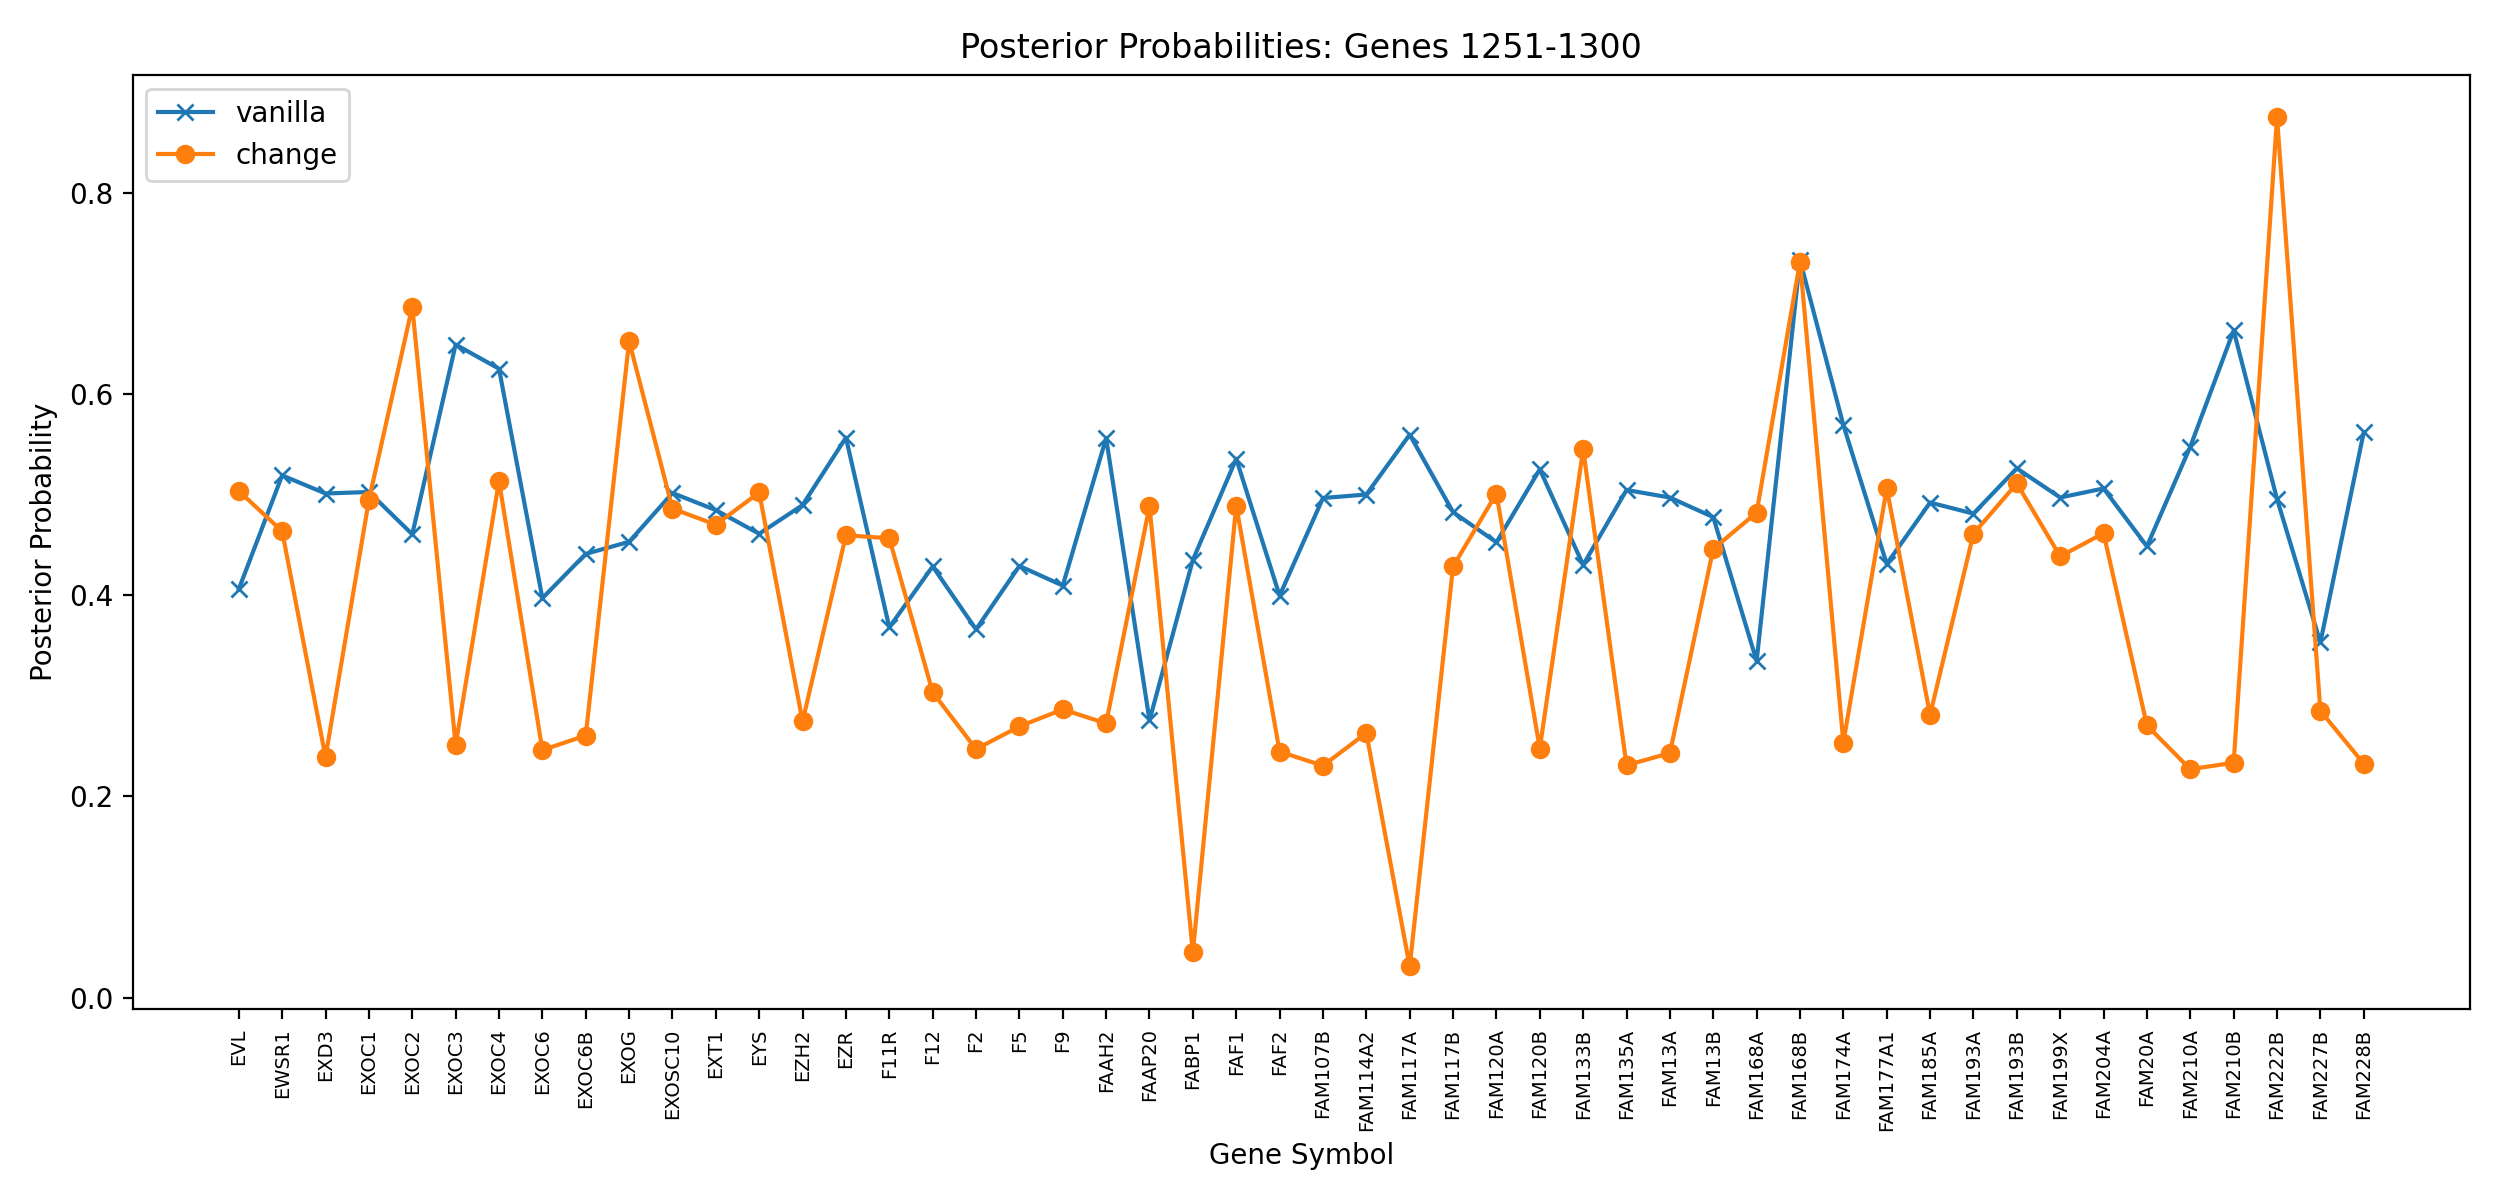 Posterior Probabilities: Genes 1251-1300
vanilla
change
Posterior Probability
0.8
0.6
0.4
0.2
0.0
EVL
EWSR1
EXD3
EXOC1
EXOC2
EXOC3
EXOC4
EXOC6
EXOC6B
EXOG
EXOSC10
EXT1
EYS
EZH2
EZR
F11R
F12
F2
F5
F9
FAAH2
FAAP20
FABP1
FAF1
FAF2
FAM107B
FAM114A2
FAM117A
FAM117B
FAM120A
FAM120B
FAM133B
FAM135A
FAM13A
FAM13B
FAM168A
FAM168B
FAM174A
FAM177A1
FAM185A
FAM193A
FAM193B
FAM199X
FAM204A
FAM20A
FAM210A
FAM210B
FAM222B
FAM227B
FAM228B
Gene Symbol